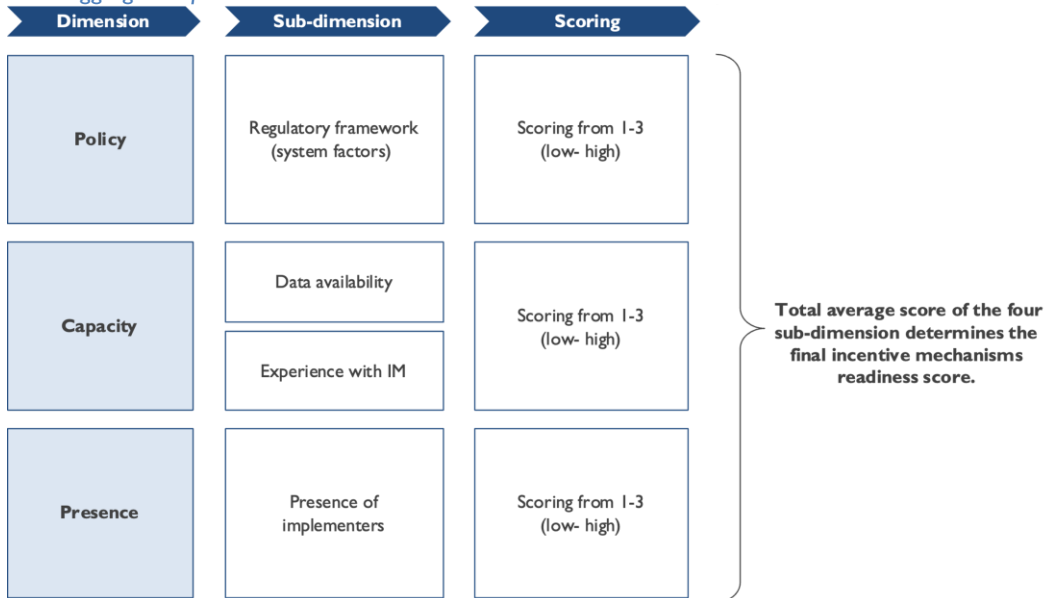 Dimension
Sub-dimension
Scoring
Policy
Regulatory framework
(system factors)
Scoring from 1-3
(low- high)
Capacity
Data availability
Experience with IM
Scoring from 1-3
(low- high)
Presence
Presence of
implementers
Scoring from 1-3
(low- high)
Total average score of the four
sub-dimension determines the
final incentive mechanisms
readiness score.